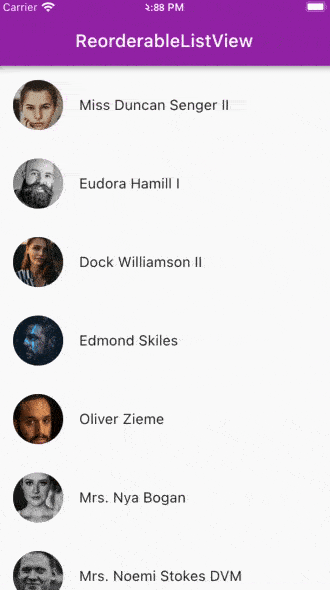 Carrier 2:88 PM
ReorderableListView
Miss Duncan Senger II
Eudora Hamill I
Dock Williamson II
Edmond Skiles
Oliver Zieme
Mrs. Nya Bogan
Mrs. Noemi Stokes DVM